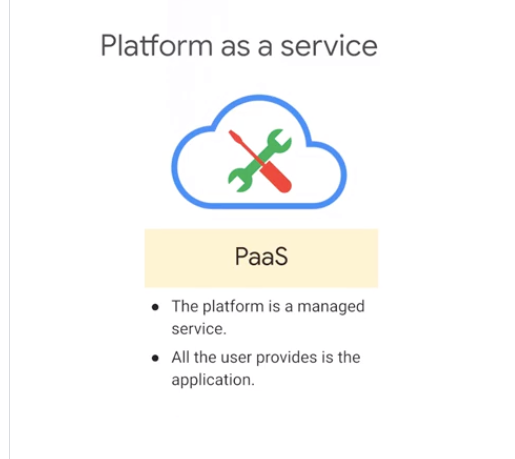 Platform as a service
PaaS
• The platform is a managed
service.
• All the user provides is the
application.